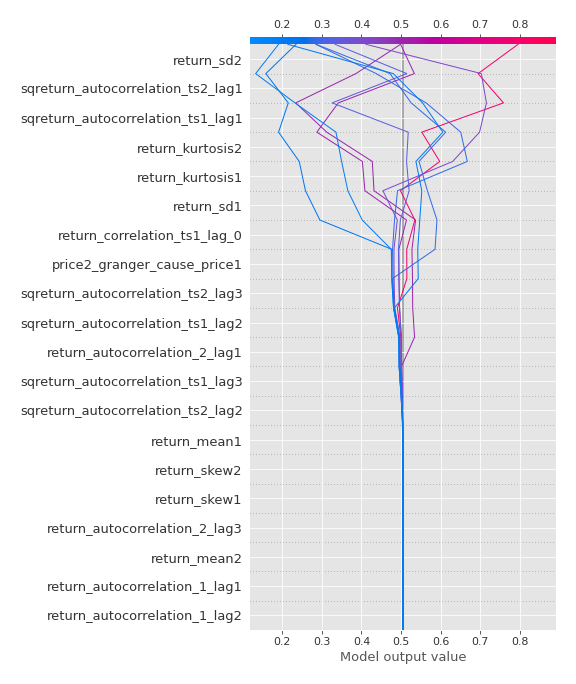 0.2 0.3 0.4 0.5 0.6 0.7 0.8
return_sd2
sqreturn_autocorrelation_ts2_lag1
sqreturn_autocorrelation_ts1_lag1
return_kurtosis2
return_kurtosis1
return_sd1
return_correlation_ts1_lag_0
price2_granger_cause_price1
sqreturn_autocorrelation_ts2_lag3
sqreturn_autocorrelation_ts1_lag2
return_autocorrelation_2_lag1
sqreturn_autocorrelation_ts1_lag3
sqreturn_autocorrelation_ts2_lag2
return_mean1
return_skew2
return_skew1
return_autocorrelation_2_lag3
return_mean2
return_autocorrelation_1_lag1
return_autocorrelation_1_lag2
0.2 0.3 0.4 0.5 0.6 0.7 0.8
Model output value